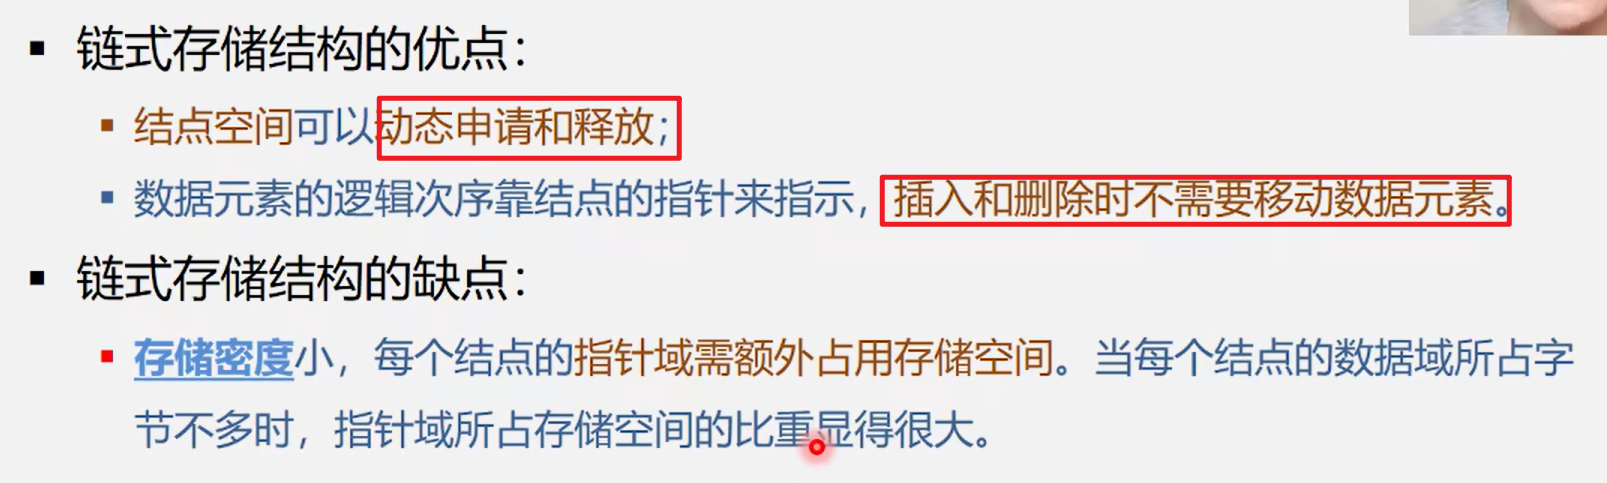 链式存储结构的优点：
结点空间可以动态申请和释放；
数据元素的逻辑次序靠结点的指针来指示，插入和删除时不需要移动数据元素。
链式存储结构的缺点：
存储密度小，每个结点的指针域需额外占用存储空间。当每个结点的数据域所占字
节不多时，指针域所占存储空间的比重显得很大。